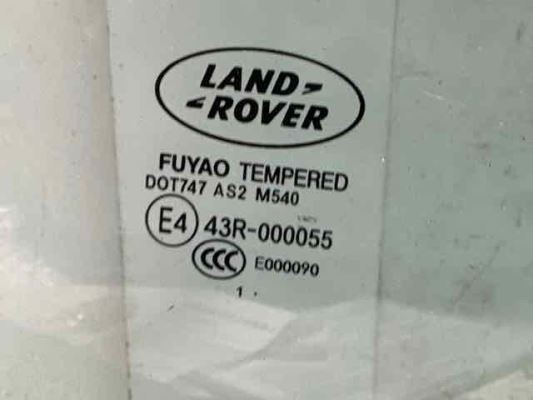 LAND
ROVER
FUYAO TEMPERED
DOT747 AS2 M540
E4 43R-000055
CCC E000090
1 .